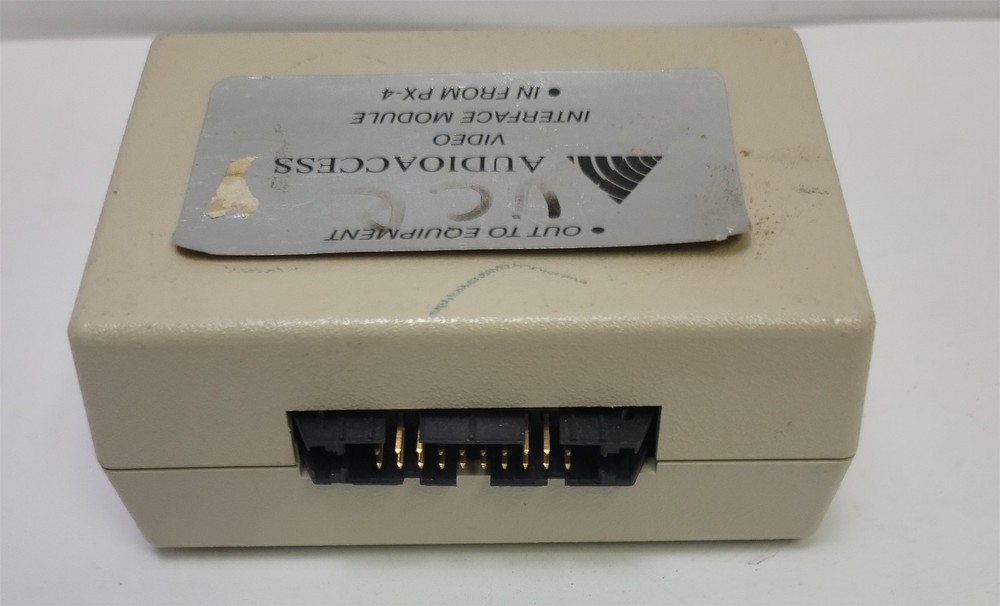 • OUT TO EQUIPMENT
AUDIOACCESS
VIDEO
INTERFACE MODULE
• IN FROM PX-4